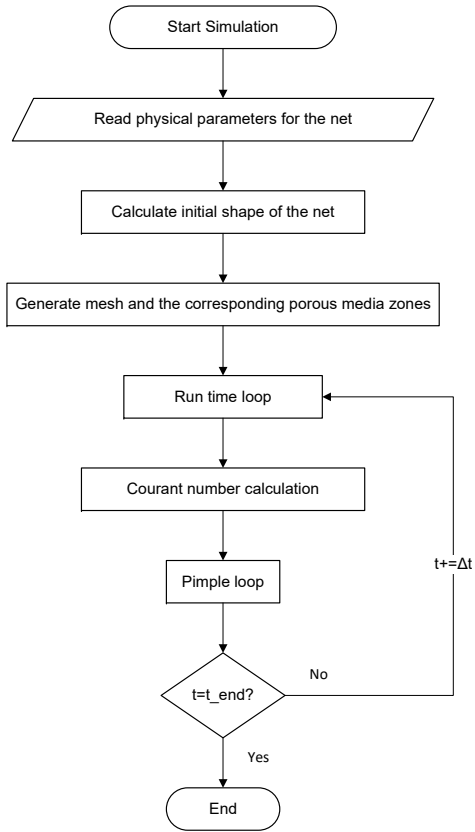 Start Simulation
Read physical parameters for the net
Calculate initial shape of the net
Generate mesh and the corresponding porous media zones
Run time loop
Courant number calculation
t+=Δt
Pimple loop
No
t=t_end?
Yes
End